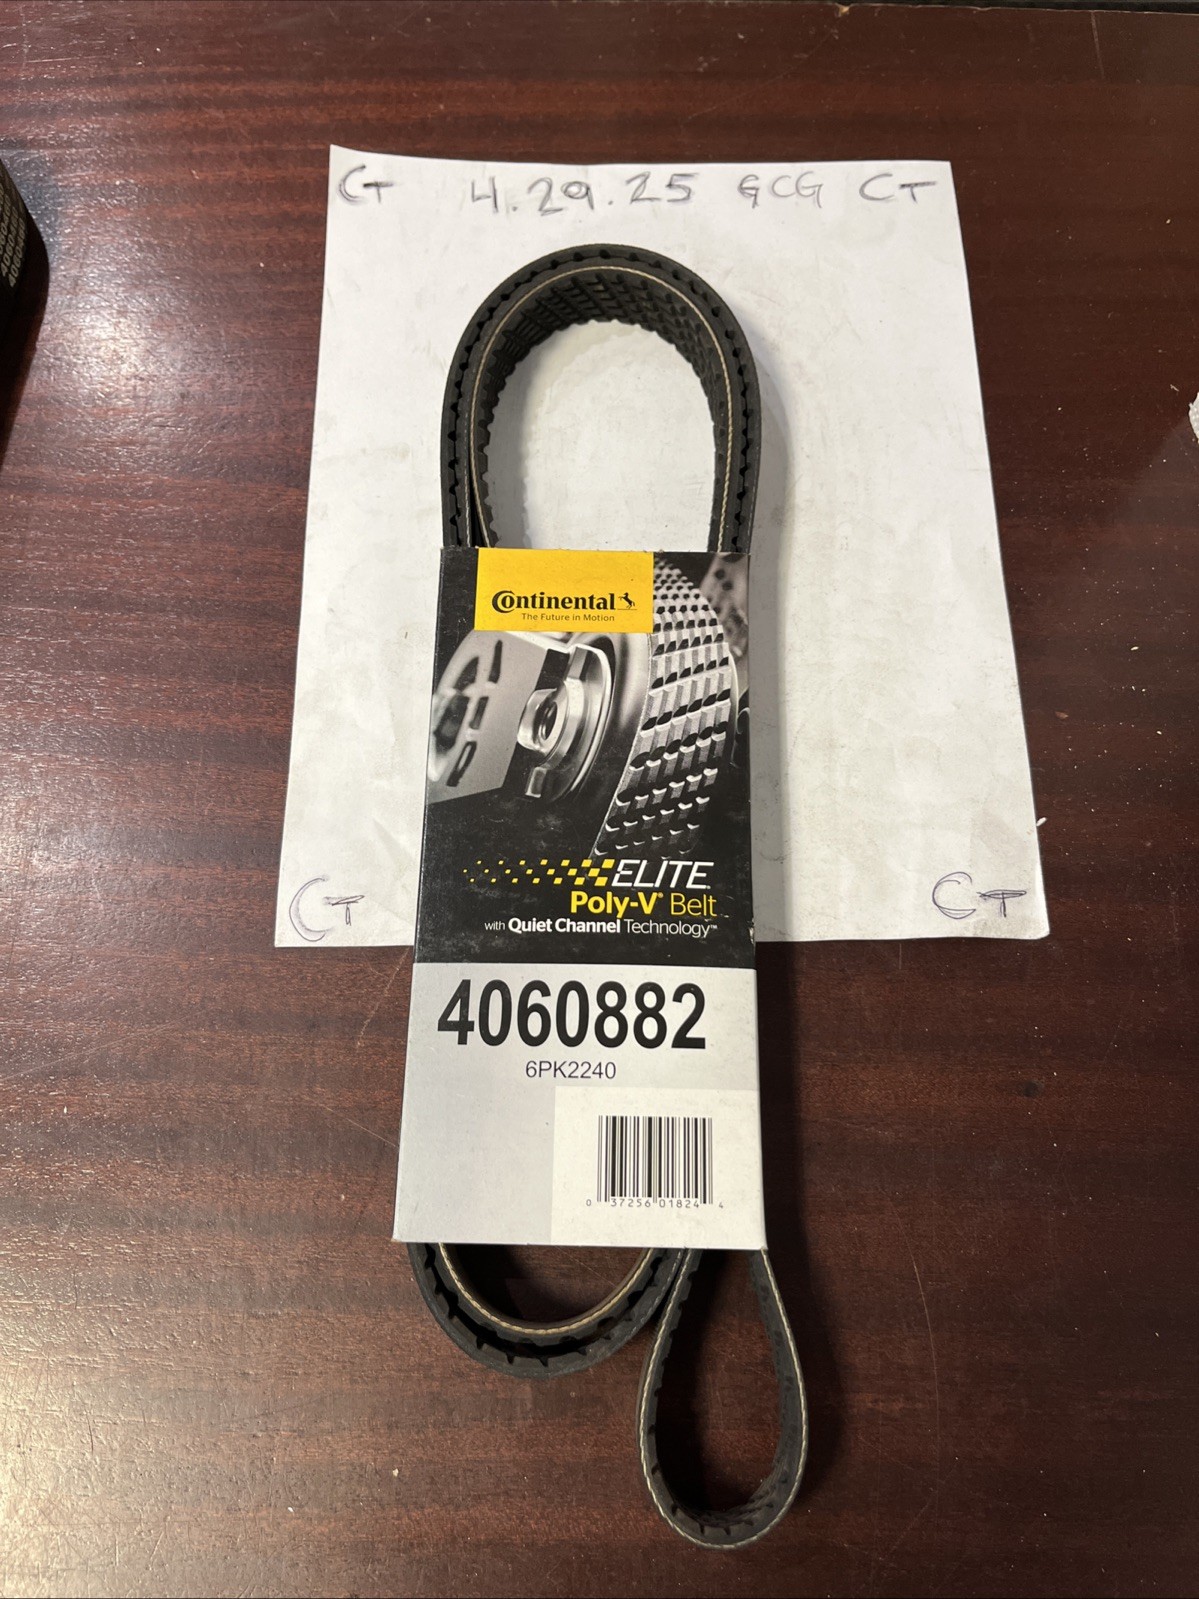 CT 4.29.25 GCG CT
Continental
The Future in Motion
ELITE
Poly-V® Belt
with Quiet Channel Technology™
4060882
6PK2240
0 37256 01824 4
CT CT